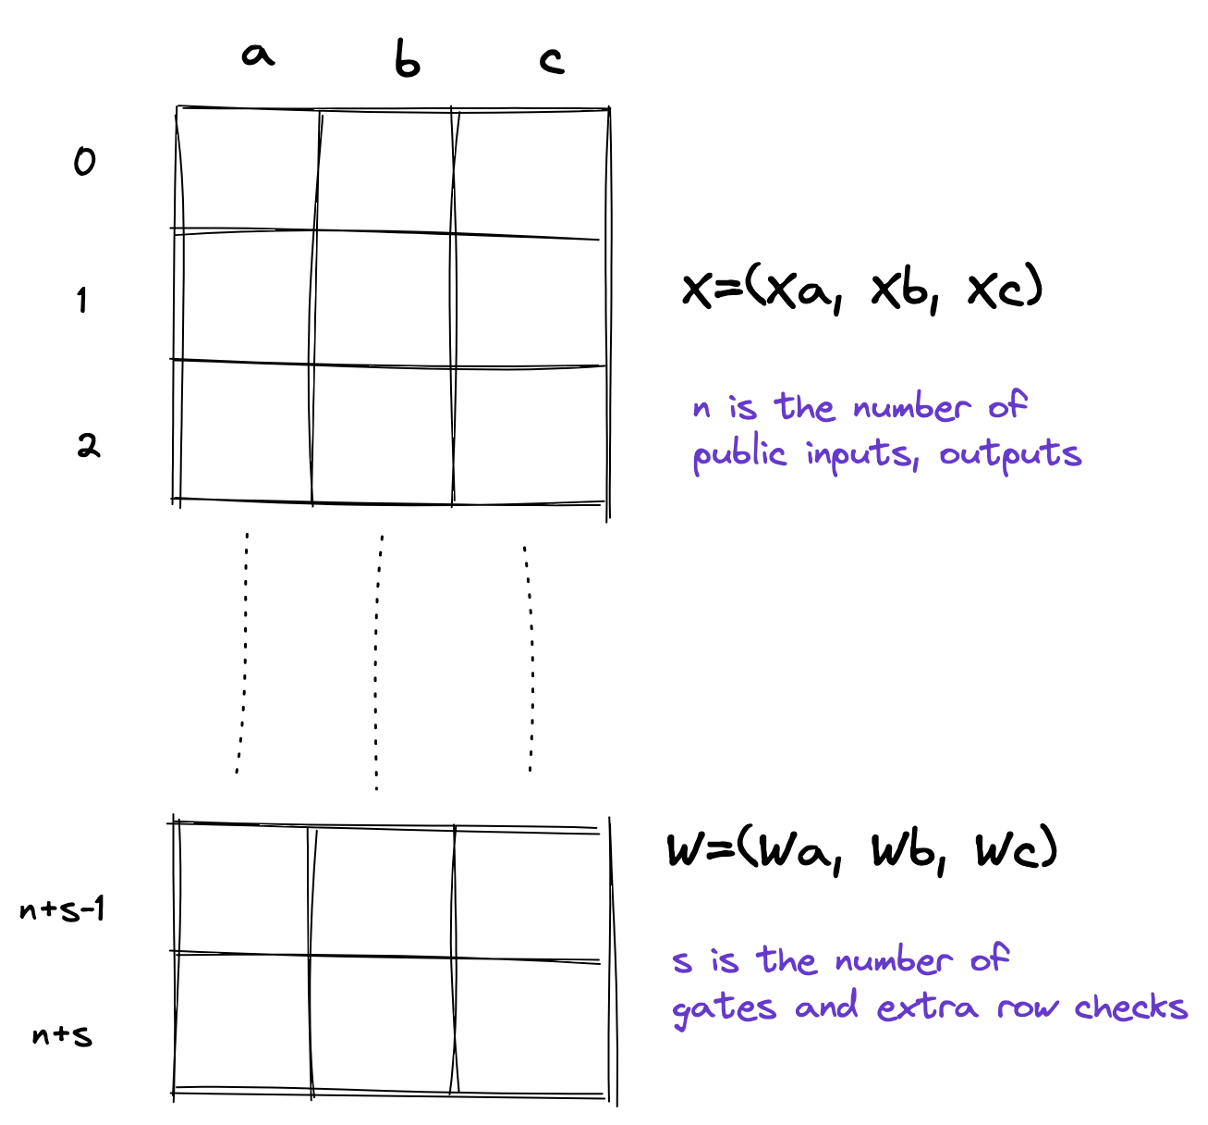 a b c
0
1
x=(xa, xb, xc)
n is the number of
public inputs, outputs
2
w=(wa, wb, wc)
n+s-1
s is the number of
gates and extra row checks
n+s